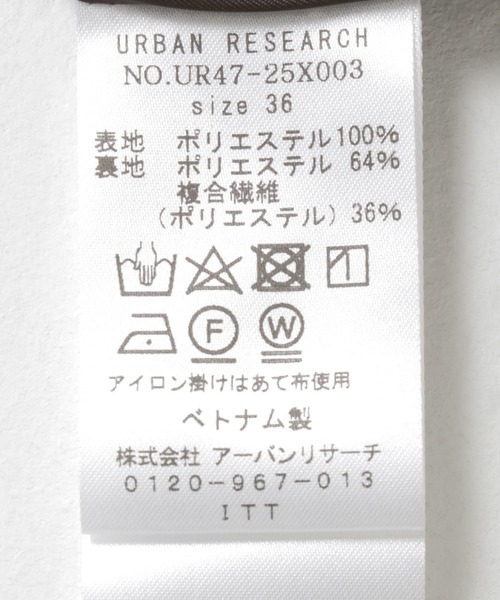 URBAN RESEARCH
NO.UR47-25X003
size 36
表地 ポリエステル100%
裏地 ポリエステル 64%
複合繊維
(ポリエステル) 36%
F W
アイロン掛けはあて布使用
ベトナム製
株式会社 アーバンリサーチ
0120-967-013
ITT